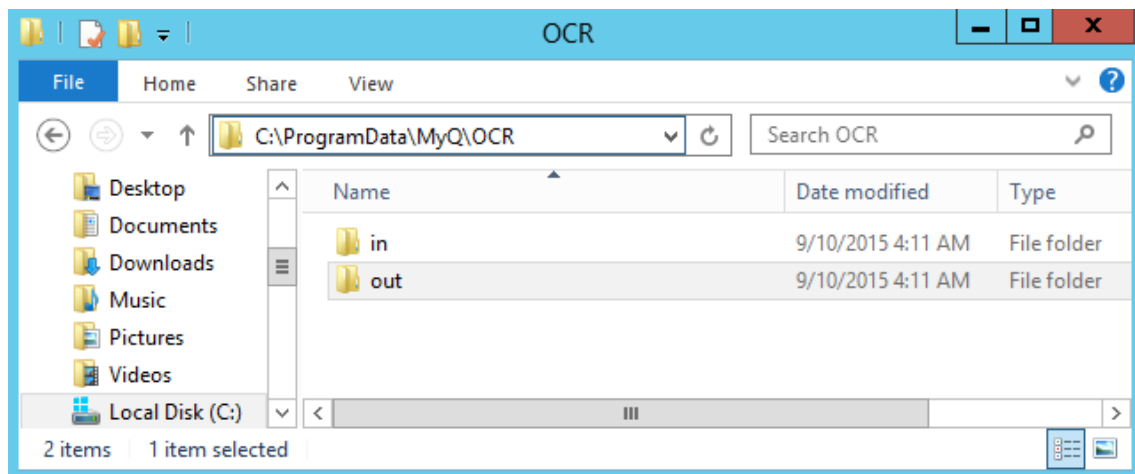 OCR
File Home Share View
C:\ProgramData\MyQ\OCR Search OCR
Desktop
Documents
Downloads
Music
Pictures
Videos
Local Disk (C:)
Name Date modified Type
in 9/10/2015 4:11 AM File folder
out 9/10/2015 4:11 AM File folder
2 items 1 item selected